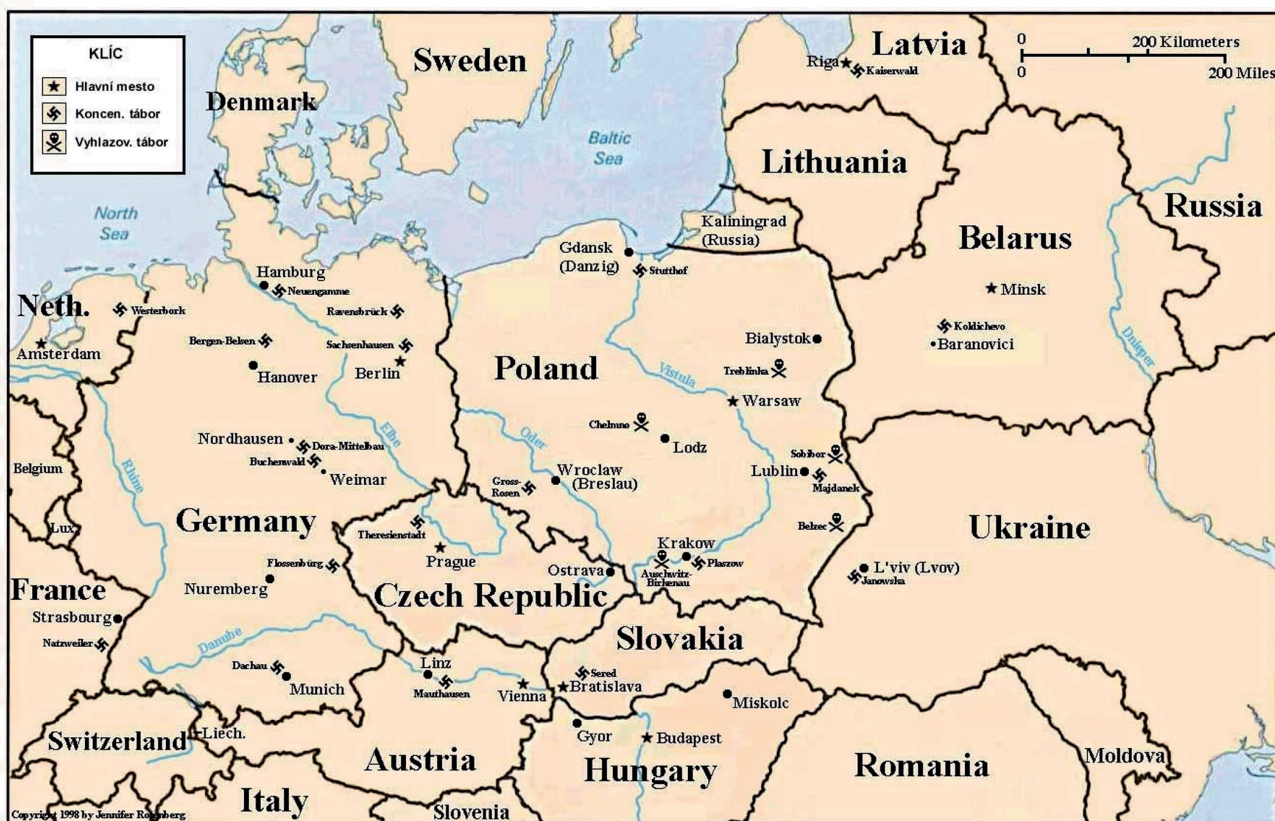 KLÍC
Hlavní mesto
Koncen. tábor
Vyhlazov. tábor
Sweden
Denmark
Latvia
Riga
Kaiserwald
0
200 Kilometers
0
200 Miles
Baltic
Sea
Lithuania
North
Sea
Kaliningrad
(Russia)
Russia
Belarus
Gdansk
(Danzig)
Stutthof
Hamburg
Neuengamme
Minsk
Neth.
Westerbork
Ravensbrück
Amsterdam
Bergen-Belsen
Sachsenhausen
Hanover
Berlin
Bialystok
Koldichevo
Baranovici
Dnieper
Poland
Treblinka
Vistula
Warsaw
Chelmno
Lodz
Nordhausen
Dora-Mittelbau
Buchenwald
Weimar
Elbe
Oder
Belgium
Rhine
Wroclaw
(Breslau)
Gross-
Rosen
Sobibor
Lublin
Majdanek
Lux.
Germany
Theresienstadt
Prague
Belzec
Ukraine
Krakow
Plaszow
Auschwitz-
Birkenau
Ostrava
L'viv (Lvov)
Janowska
Flossenbürg
Nuremberg
France
Czech Republic
Strasbourg
Natzweiler
Danube
Slovakia
Dachau
Munich
Linz
Mauthausen
Vienna
Sered
Bratislava
Miskolc
Switzerland
Liech.
Austria
Gyor
Budapest
Hungary
Romania
Moldova
Italy
Slovenia
Copyright 1998 by Jennifer Rosenberg